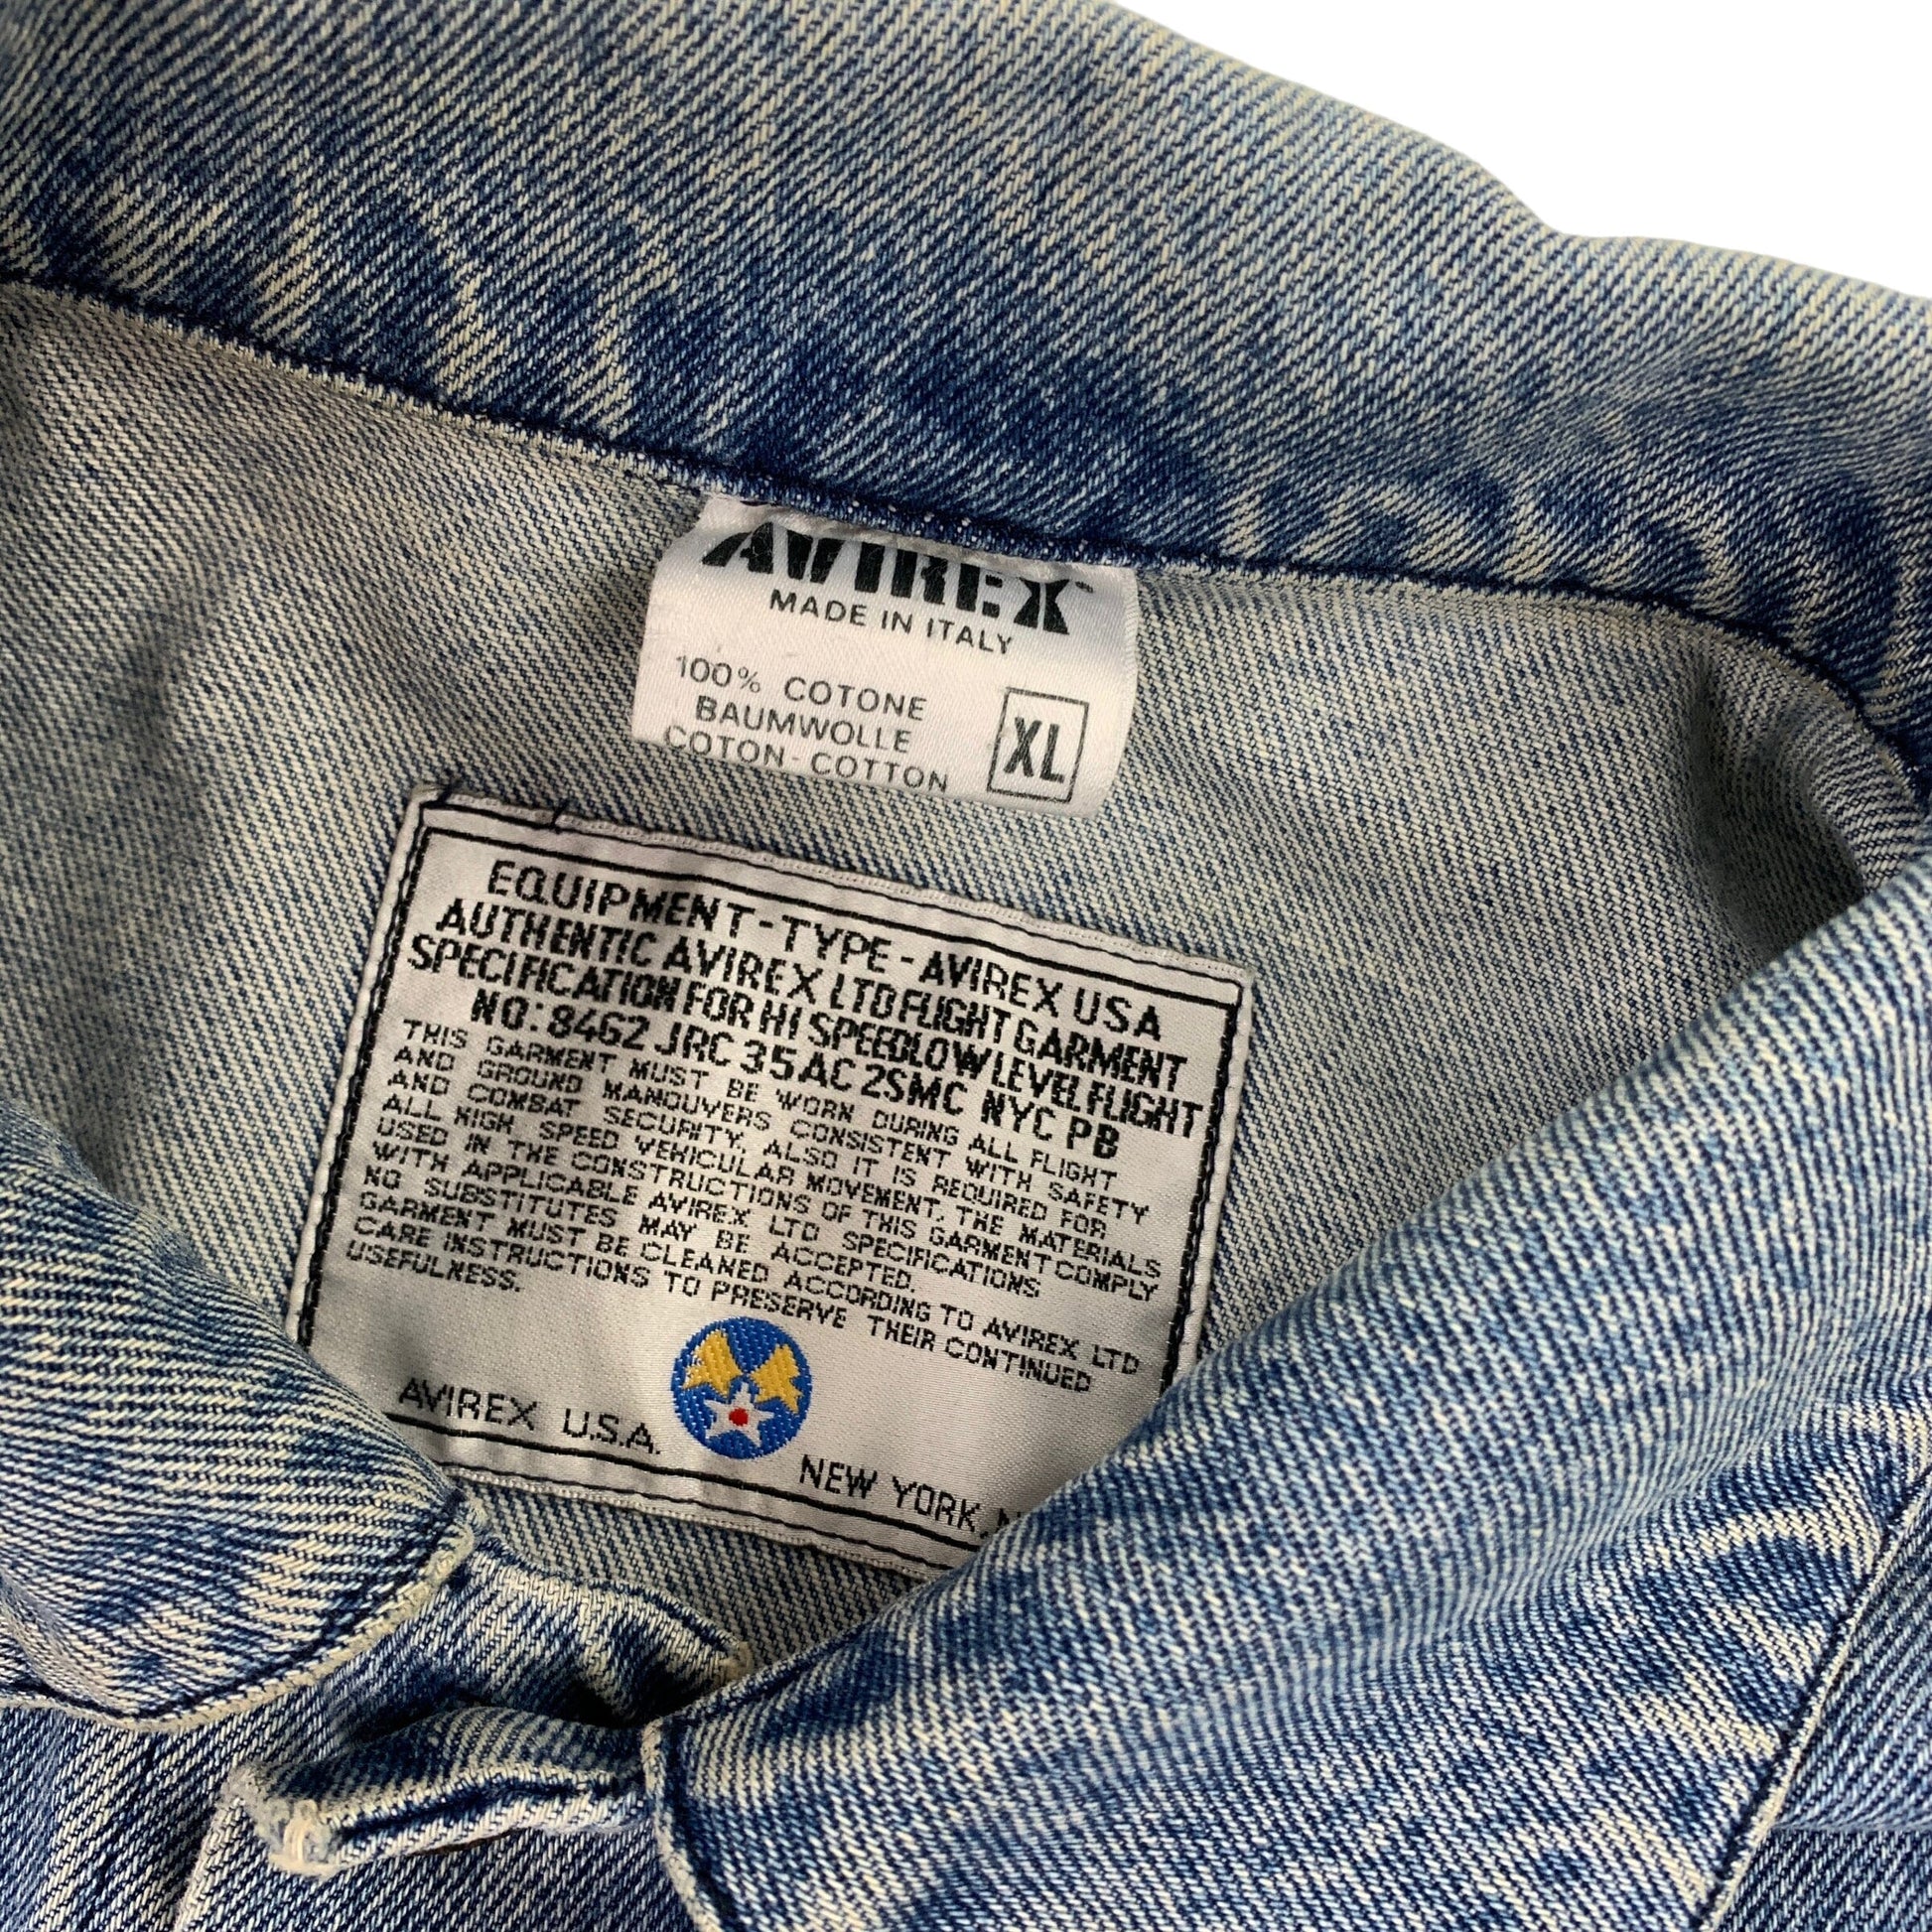 AVIREX
MADE IN ITALY
100% COTONE
BAUMWOLLE
COTON-COTTON
XL
EQUIPMENT-TYPE-AVIREX USA
AUTHENTIC AVIREX LTD FLIGHT GARMENT
SPECIFICATION FOR HI SPEED LOW LEVEL FLIGHT
NO: 8462 JRC 35 AC 2SMC NYC PB
THIS GARMENT MUST BE WORN DURING ALL FLIGHT
AND GROUND MANOUVERS CONSISTENT WITH SAFETY
AND COMBAT SECURITY, ALSO IT IS REQUIRED FOR
ALL HIGH SPEED VEHICULAR MOVEMENT. THE MATERIALS
USED IN THE CONSTRUCTIONS OF THIS GARMENT COMPLY
WITH APPLICABLE AVIREX LTD SPECIFICATIONS
NO SUBSTITUTES MAY BE ACCEPTED.
GARMENT MUST BE CLEANED ACCORDING TO AVIREX LTD
CARE INSTRUCTIONS TO PRESERVE THEIR CONTINUED
USEFULNESS.
AVIREX U.S.A.
NEW YORK,